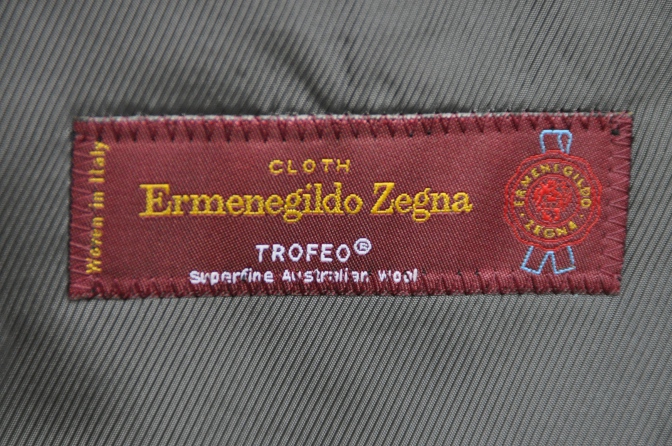 Woven in Italy
CLOTH
Ermenegildo Zegna
TROFEO®
Superfine Australian Wool
ERMENEGILDO
ZEGNA